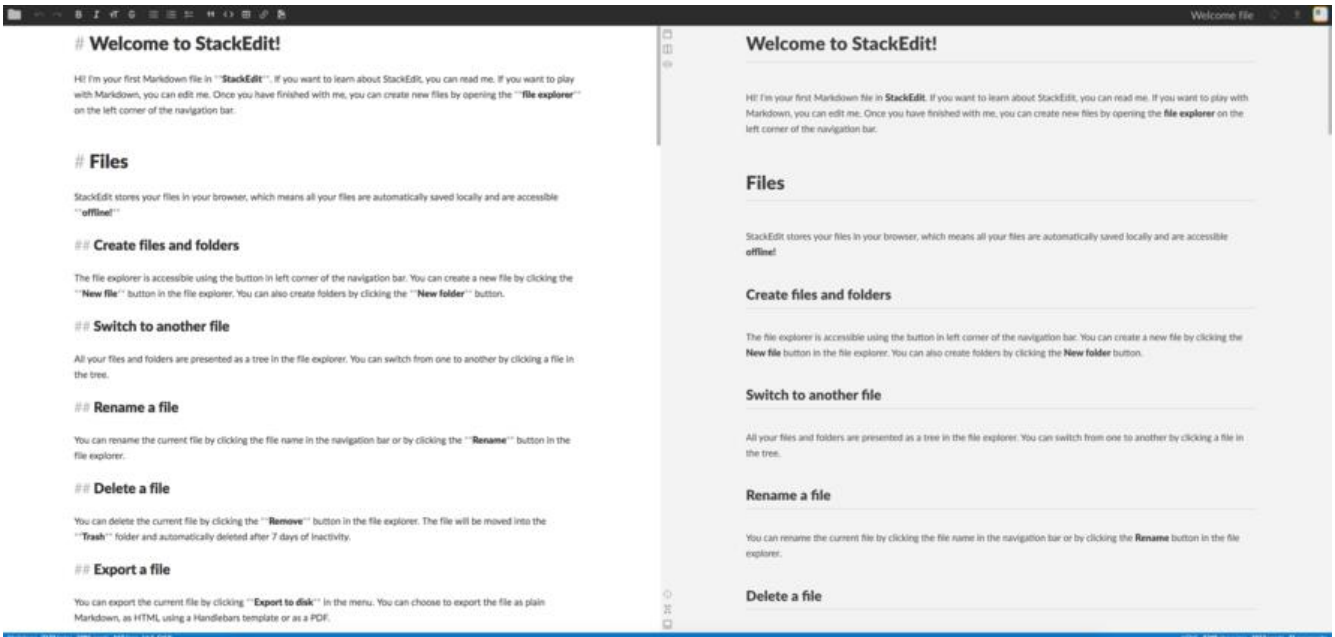 Welcome file
# Welcome to StackEdit!
Hi! I'm your first Markdown file in **StackEdit**. If you want to learn about StackEdit, you can read me. If you want to play
with Markdown, you can edit me. Once you have finished with me, you can create new files by opening the **file explorer**
on the left corner of the navigation bar.
# Files
StackEdit stores your files in your browser, which means all your files are automatically saved locally and are accessible
**offline!**
## Create files and folders
The file explorer is accessible using the button in left corner of the navigation bar. You can create a new file by clicking the
**New file** button in the file explorer. You can also create folders by clicking the **New folder** button.
## Switch to another file
All your files and folders are presented as a tree in the file explorer. You can switch from one to another by clicking a file in
the tree.
## Rename a file
You can rename the current file by clicking the file name in the navigation bar or by clicking the **Rename** button in the
file explorer.
## Delete a file
You can delete the current file by clicking the **Remove** button in the file explorer. The file will be moved into the
**Trash** folder and automatically deleted after 7 days of inactivity.
## Export a file
You can export the current file by clicking **Export to disk** in the menu. You can choose to export the file as plain
Markdown, as HTML using a Handlebars template or as a PDF.
Welcome to StackEdit!
Hi! I'm your first Markdown file in StackEdit. If you want to learn about StackEdit, you can read me. If you want to play with
Markdown, you can edit me. Once you have finished with me, you can create new files by opening the file explorer on the
left corner of the navigation bar.
Files
StackEdit stores your files in your browser, which means all your files are automatically saved locally and are accessible
offline!
Create files and folders
The file explorer is accessible using the button in left corner of the navigation bar. You can create a new file by clicking the
New file button in the file explorer. You can also create folders by clicking the New folder button.
Switch to another file
All your files and folders are presented as a tree in the file explorer. You can switch from one to another by clicking a file in
the tree.
Rename a file
You can rename the current file by clicking the file name in the navigation bar or by clicking the Rename button in the file
explorer.
Delete a file